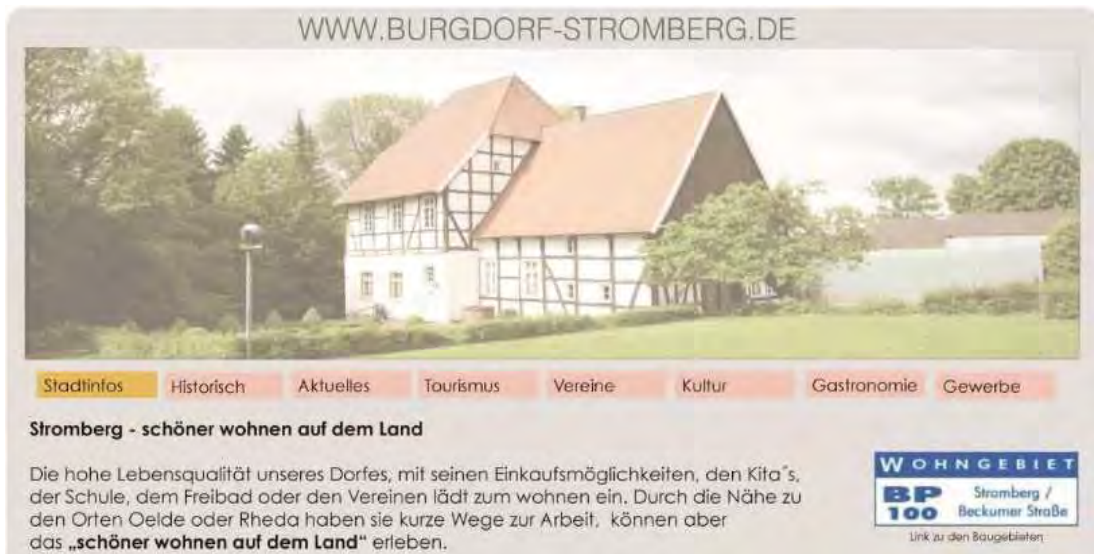 WWW.BURGDORF-STROMBERG.DE
Stadtinfos Historisch Aktuelles Tourismus Vereine Kultur Gastronomie Gewerbe
Stromberg - schöner wohnen auf dem Land
Die hohe Lebensqualität unseres Dorfes, mit seinen Einkaufsmöglichkeiten, den Kita´s,
der Schule, dem Freibad oder den Vereinen lädt zum wohnen ein. Durch die Nähe zu
den Orten Oelde oder Rheda haben sie kurze Wege zur Arbeit, können aber
das „schöner wohnen auf dem Land“ erleben.
WOHNGEBIET
BP
100
Stromberg /
Beckumer Straße
Link zu den Baugebieten